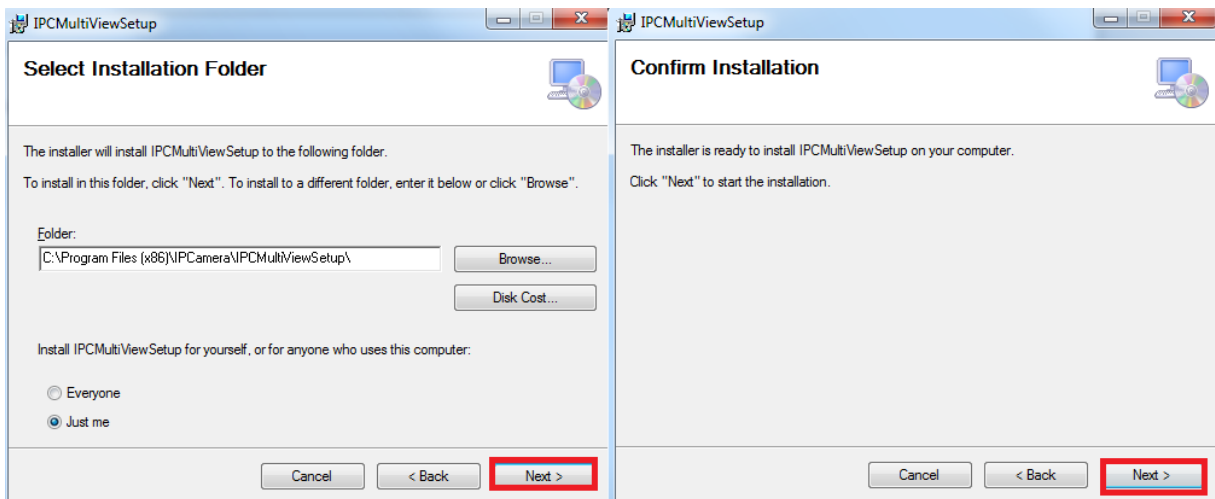 IPCMultiViewSetup
Select Installation Folder
The installer will install IPCMultiViewSetup to the following folder.
To install in this folder, click "Next". To install to a different folder, enter it below or click "Browse".
Folder:
C:\Program Files (x86)\IPCamera\IPCMultiViewSetup\
Browse...
Disk Cost...
Install IPCMultiViewSetup for yourself, or for anyone who uses this computer:
Everyone
Just me
Cancel
< Back
Next >
IPCMultiViewSetup
Confirm Installation
The installer is ready to install IPCMultiViewSetup on your computer.
Click "Next" to start the installation.
Cancel
< Back
Next >